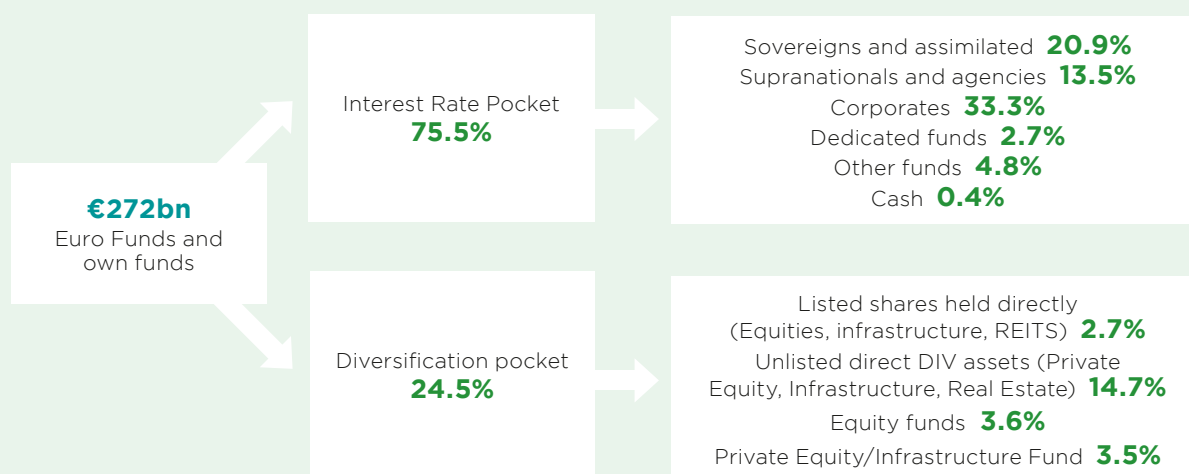 €272bn
Euro Funds and
own funds
Interest Rate Pocket
75.5%
Sovereigns and assimilated 20.9%
Supranationals and agencies 13.5%
Corporates 33.3%
Dedicated funds 2.7%
Other funds 4.8%
Cash 0.4%
Diversification pocket
24.5%
Listed shares held directly
(Equities, infrastructure, REITS) 2.7%
Unlisted direct DIV assets (Private
Equity, Infrastructure, Real Estate) 14.7%
Equity funds 3.6%
Private Equity/Infrastructure Fund 3.5%